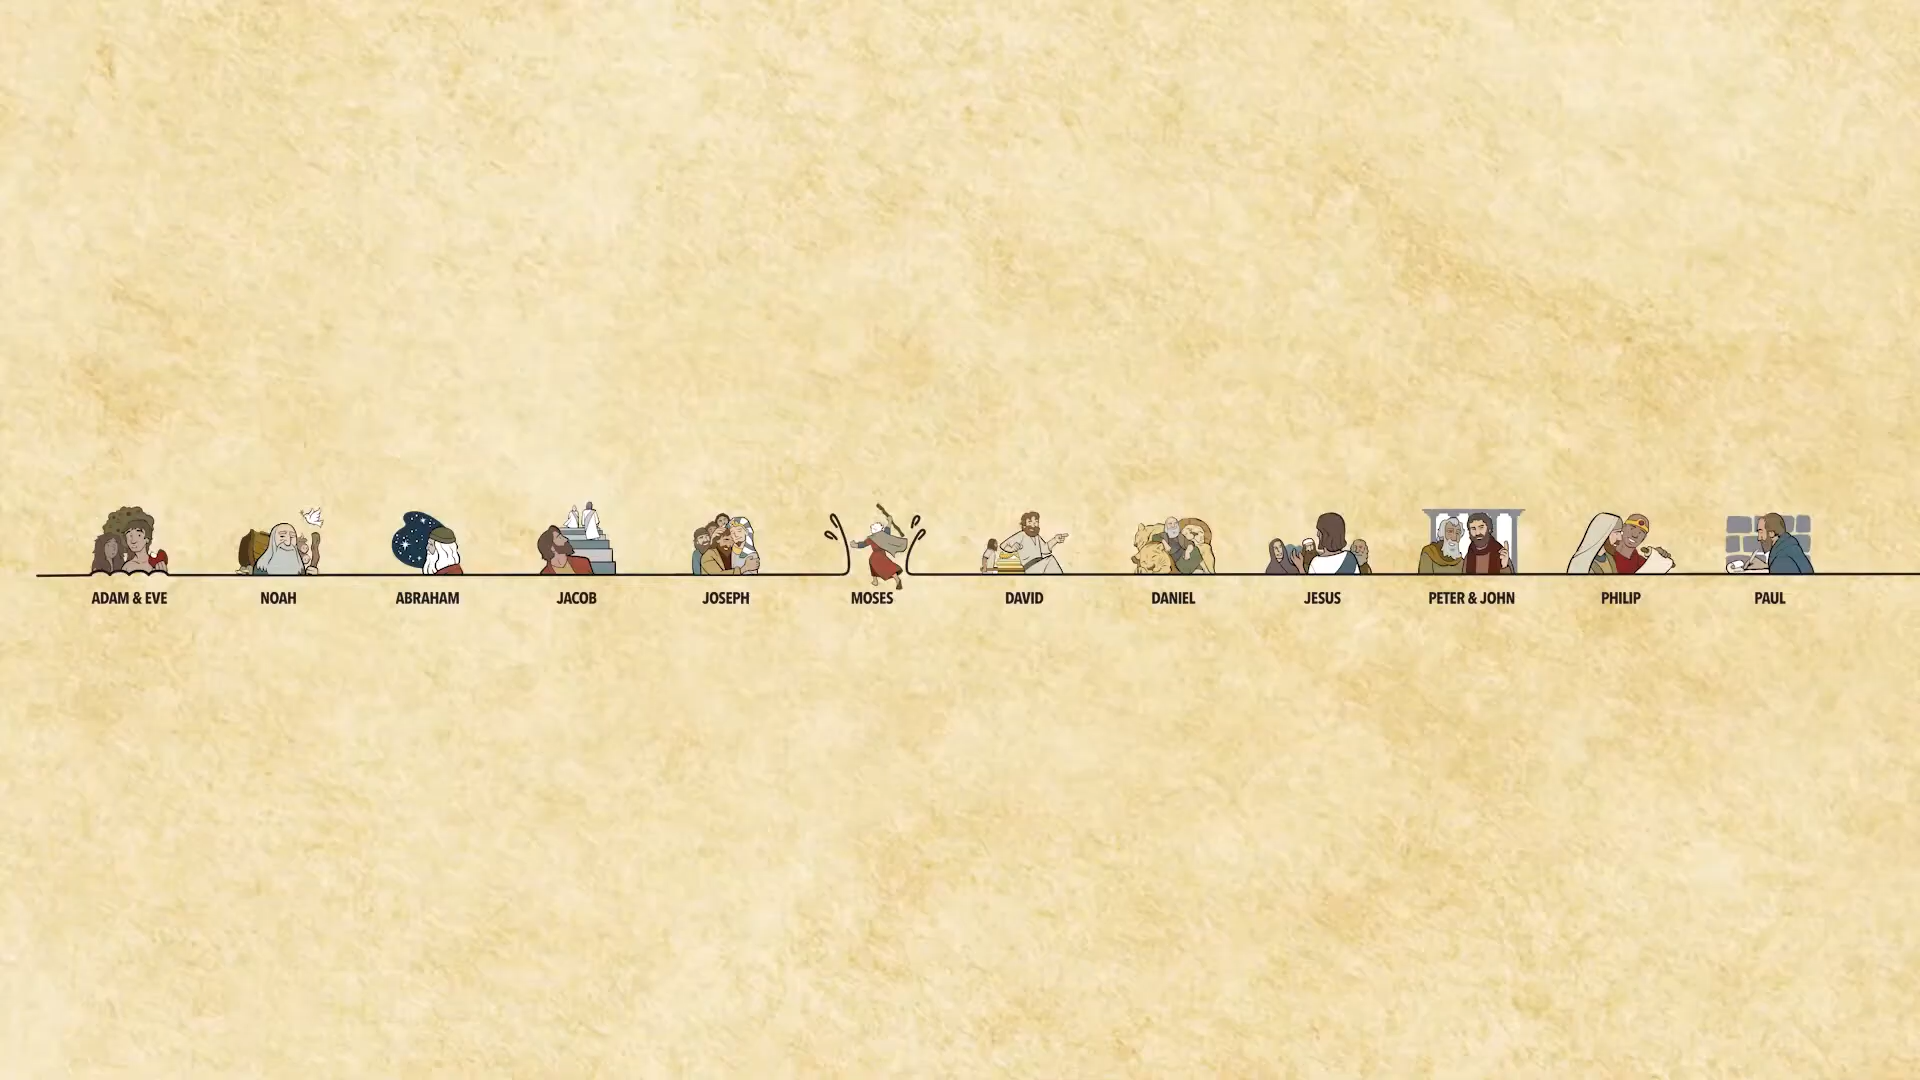 ADAM & EVE
NOAH
ABRAHAM
JACOB
JOSEPH
MOSES
DAVID
DANIEL
JESUS
PETER & JOHN
PHILIP
PAUL